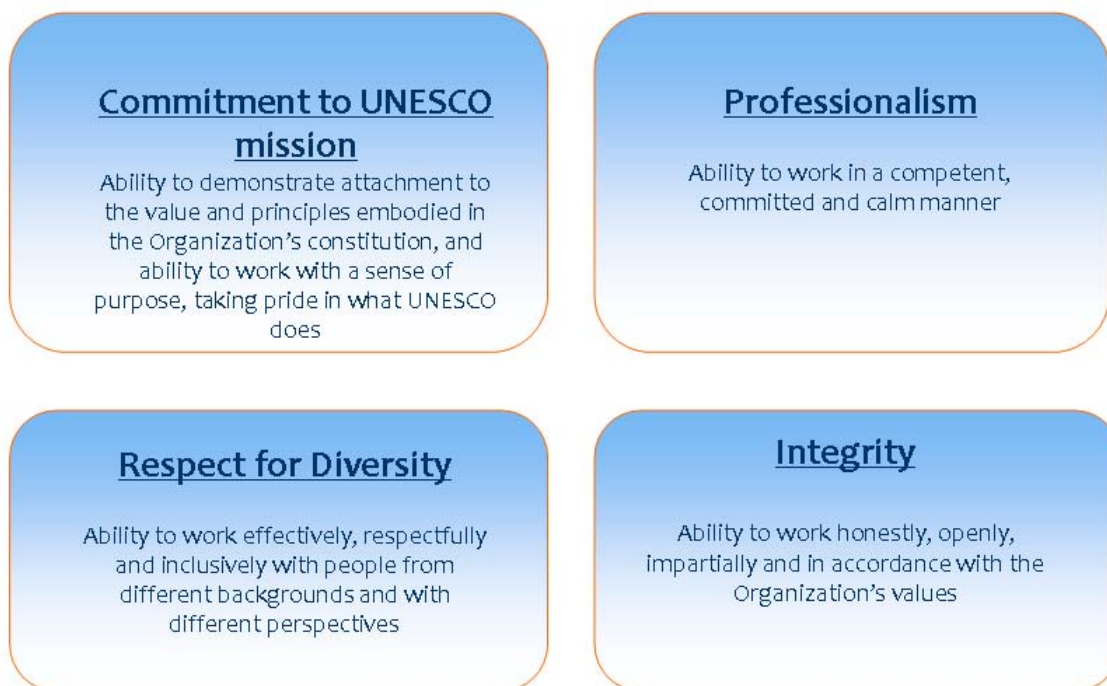 Commitment to UNESCO
mission
Ability to demonstrate attachment to
the value and principles embodied in
the Organization's constitution, and
ability to work with a sense of
purpose, taking pride in what UNESCO
does
Professionalism
Ability to work in a competent,
committed and calm manner
Respect for Diversity
Ability to work effectively, respectfully
and inclusively with people from
different backgrounds and with
different perspectives
Integrity
Ability to work honestly, openly,
impartially and in accordance with the
Organization's values